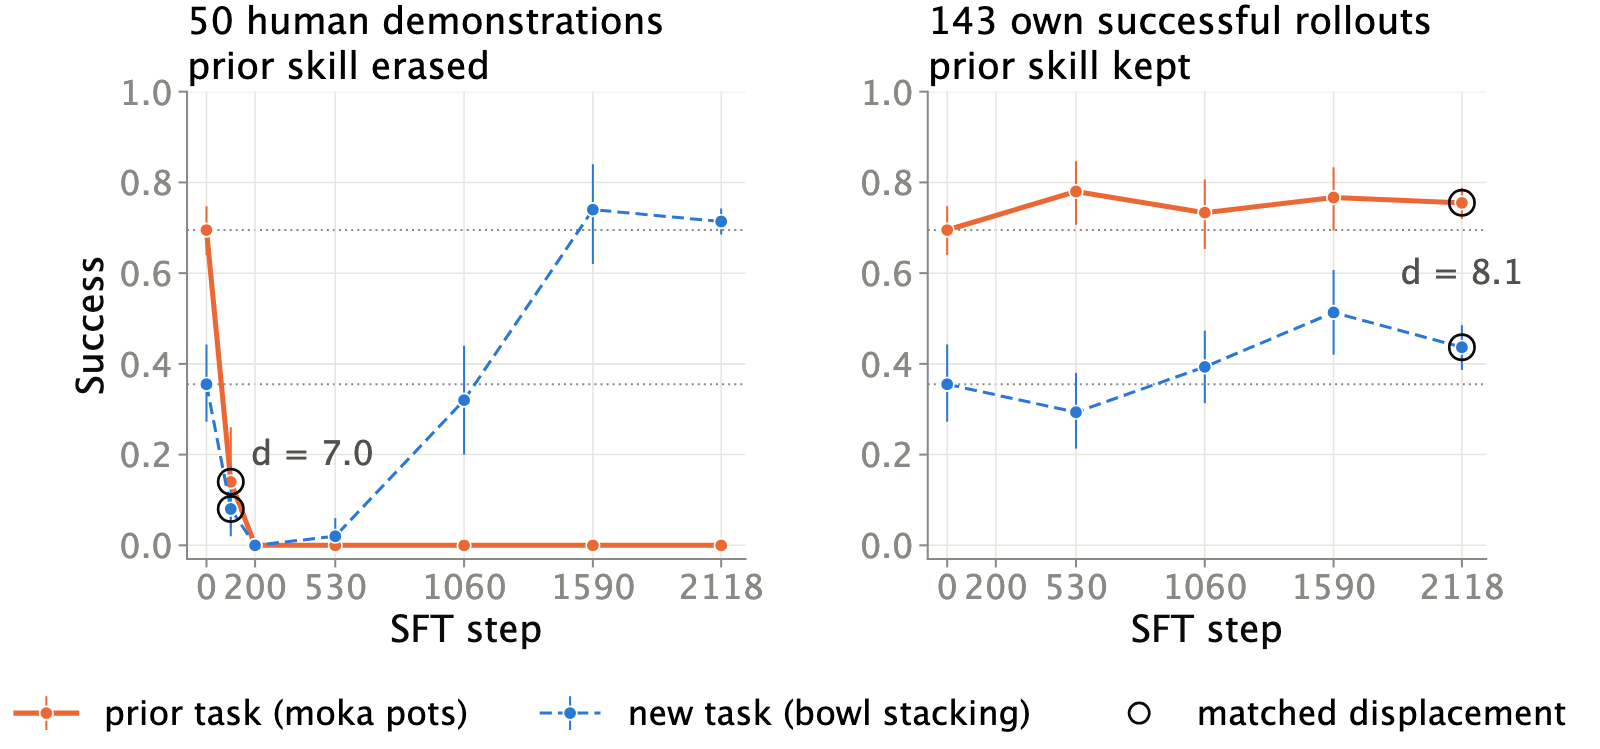 50 human demonstrations
prior skill erased
1.0
0.8
0.6
0.4
0.2
0.0
Success
d = 7.0
0 200 530 1060 1590 2118
SFT step
143 own successful rollouts
prior skill kept
1.0
0.8
0.6
0.4
0.2
0.0
d = 8.1
0 200 530 1060 1590 2118
SFT step
prior task (moka pots)
new task (bowl stacking)
matched displacement